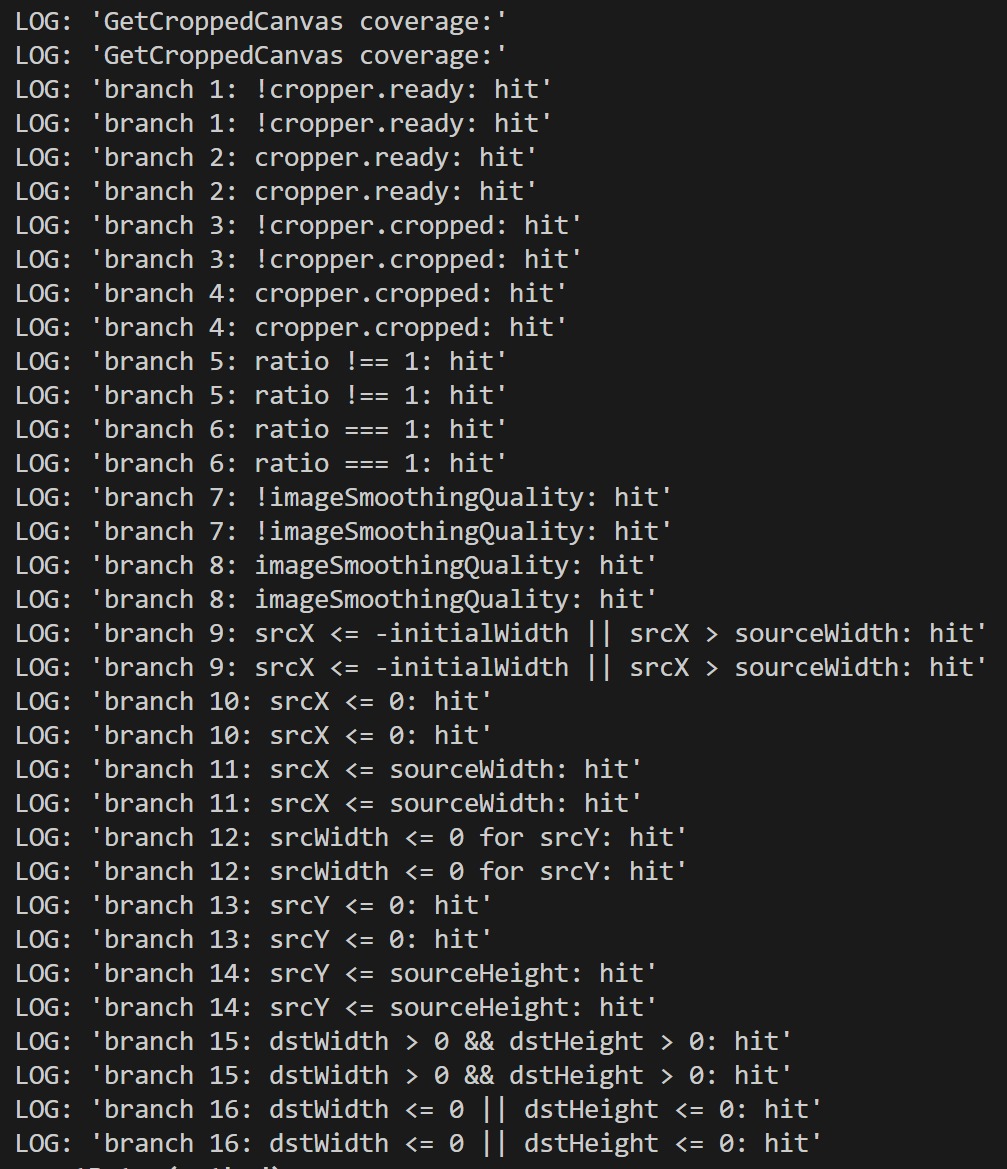 LOG: 'GetCroppedCanvas coverage:'
LOG: 'GetCroppedCanvas coverage:'
LOG: 'branch 1: !cropper.ready: hit'
LOG: 'branch 1: !cropper.ready: hit'
LOG: 'branch 2: cropper.ready: hit'
LOG: 'branch 2: cropper.ready: hit'
LOG: 'branch 3: !cropper.cropped: hit'
LOG: 'branch 3: !cropper.cropped: hit'
LOG: 'branch 4: cropper.cropped: hit'
LOG: 'branch 4: cropper.cropped: hit'
LOG: 'branch 5: ratio !== 1: hit'
LOG: 'branch 5: ratio !== 1: hit'
LOG: 'branch 6: ratio === 1: hit'
LOG: 'branch 6: ratio === 1: hit'
LOG: 'branch 7: !imageSmoothingQuality: hit'
LOG: 'branch 7: !imageSmoothingQuality: hit'
LOG: 'branch 8: imageSmoothingQuality: hit'
LOG: 'branch 8: imageSmoothingQuality: hit'
LOG: 'branch 9: srcX <= -initialWidth || srcX > sourceWidth: hit'
LOG: 'branch 9: srcX <= -initialWidth || srcX > sourceWidth: hit'
LOG: 'branch 10: srcX <= 0: hit'
LOG: 'branch 10: srcX <= 0: hit'
LOG: 'branch 11: srcX <= sourceWidth: hit'
LOG: 'branch 11: srcX <= sourceWidth: hit'
LOG: 'branch 12: srcWidth <= 0 for srcY: hit'
LOG: 'branch 12: srcWidth <= 0 for srcY: hit'
LOG: 'branch 13: srcY <= 0: hit'
LOG: 'branch 13: srcY <= 0: hit'
LOG: 'branch 14: srcY <= sourceHeight: hit'
LOG: 'branch 14: srcY <= sourceHeight: hit'
LOG: 'branch 15: dstWidth > 0 && dstHeight > 0: hit'
LOG: 'branch 15: dstWidth > 0 && dstHeight > 0: hit'
LOG: 'branch 16: dstWidth <= 0 || dstHeight <= 0: hit'
LOG: 'branch 16: dstWidth <= 0 || dstHeight <= 0: hit'